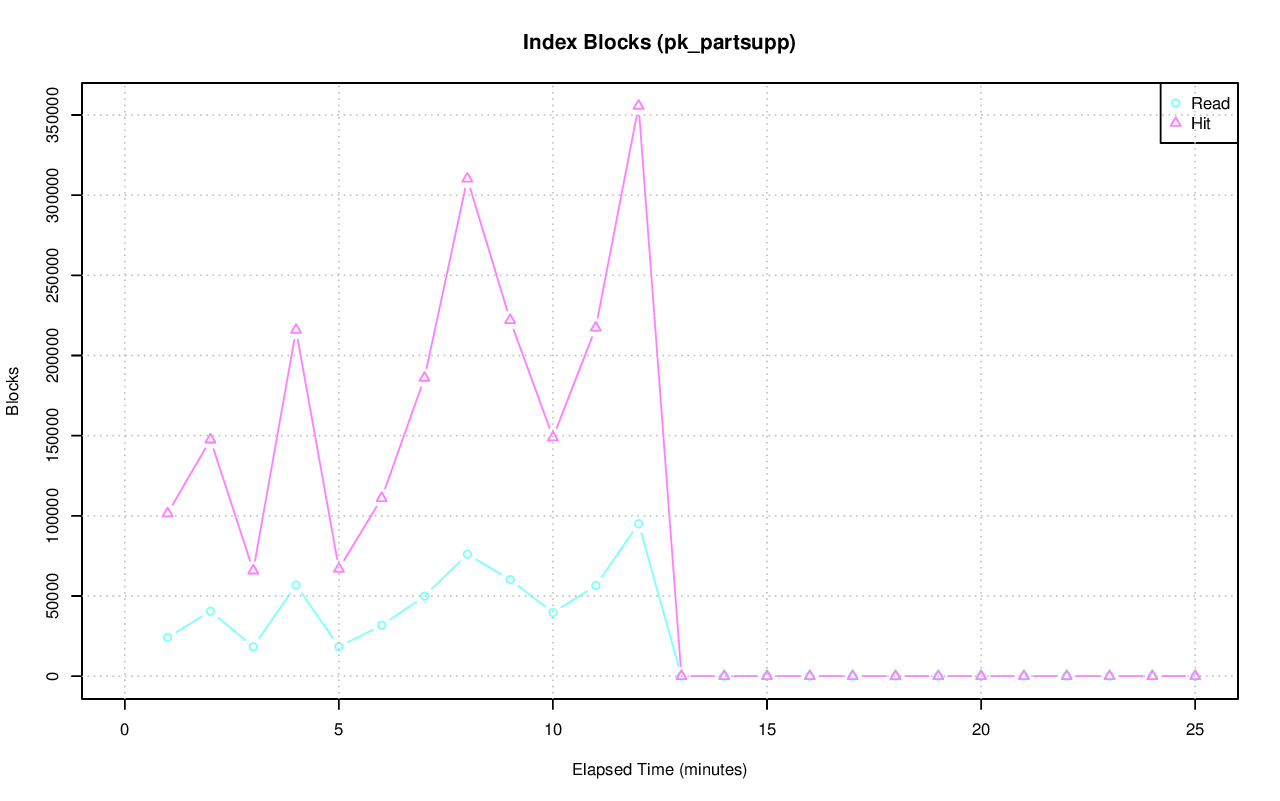 Index Blocks (pk_partsupp)
Read
Hit
Blocks
350000
300000
250000
200000
150000
100000
50000
0
0 5 10 15 20 25
Elapsed Time (minutes)